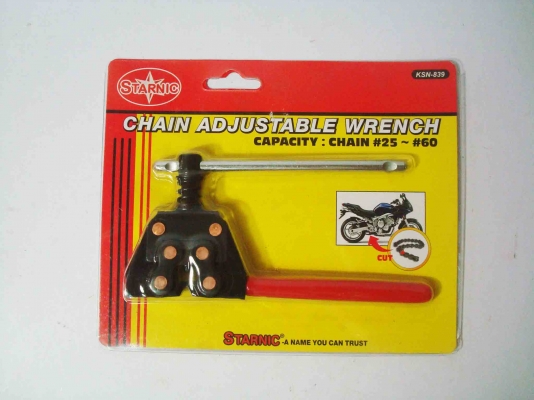 STARNIC
KSN-839
CHAIN ADJUSTABLE WRENCH
CAPACITY : CHAIN #25 ~ #60
CUT
STARNIC® -A NAME YOU CAN TRUST